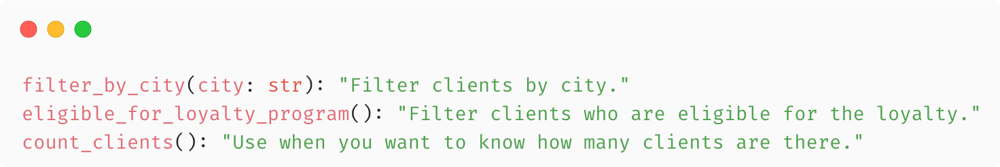 filter_by_city(city: str): "Filter clients by city."
eligible_for_loyalty_program(): "Filter clients who are eligible for the loyalty."
count_clients(): "Use when you want to know how many clients are there."